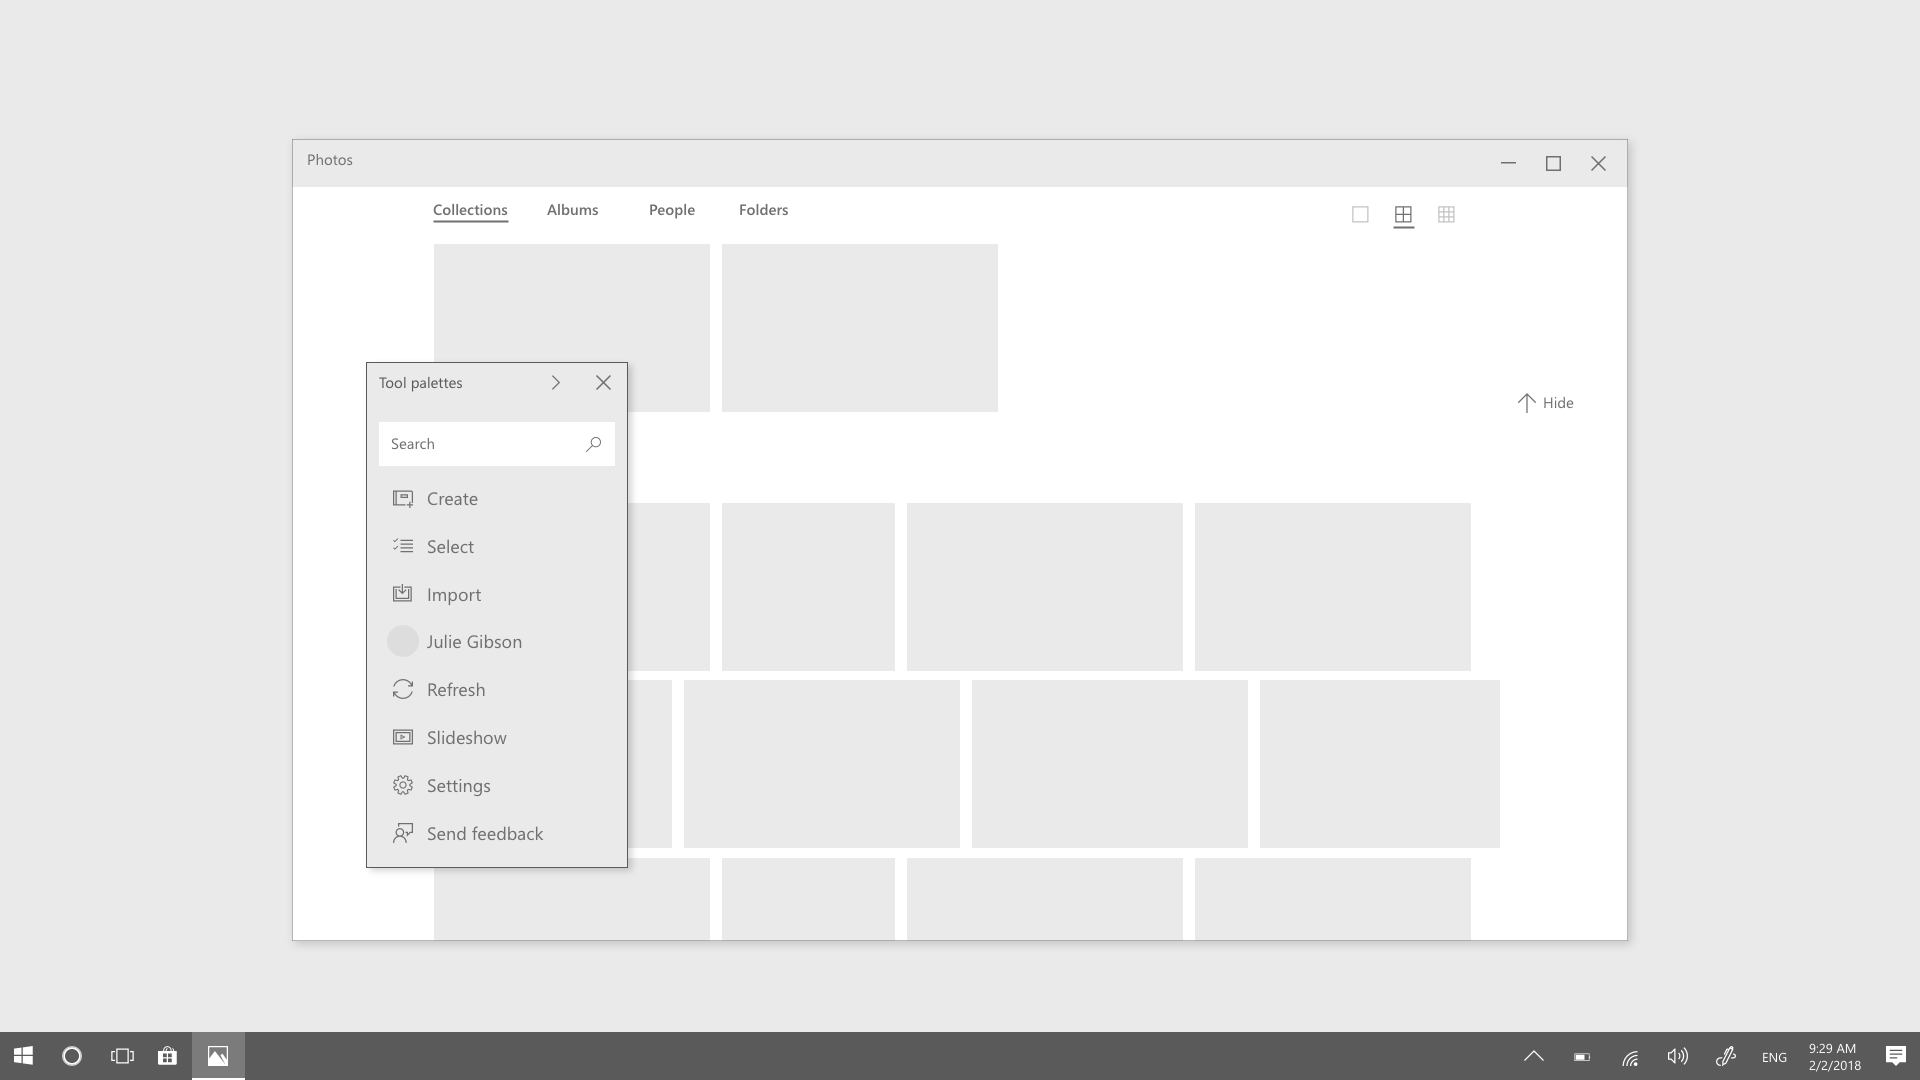 Photos
Collections Albums People Folders
Hide
Tool palettes
Search
Create
Select
Import
Julie Gibson
Refresh
Slideshow
Settings
Send feedback
ENG
9:29 AM
2/2/2018